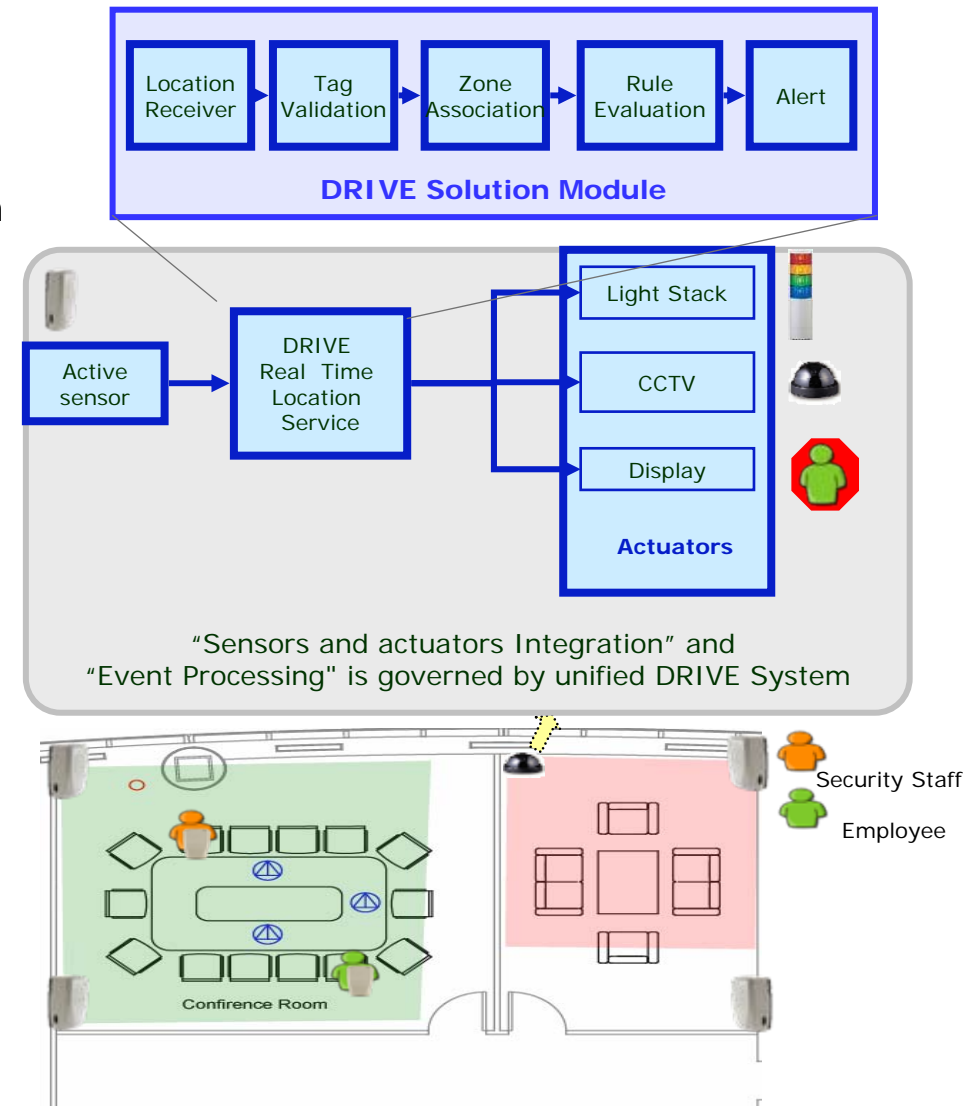 Location
Receiver
Tag
Validation
Zone
Association
Rule
Evaluation
Alert
DRIVE Solution Module
Active
sensor
DRIVE
Real Time
Location
Service
Light Stack
CCTV
Display
Actuators
"Sensors and actuators Integration" and
"Event Processing" is governed by unified DRIVE System
Security Staff
Employee
Confirence Room